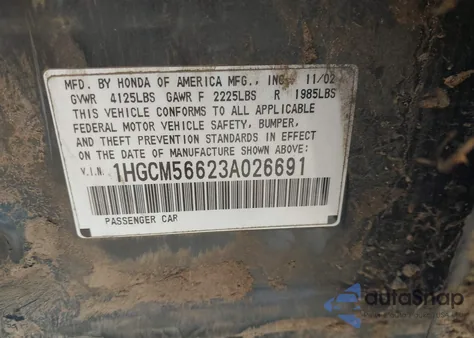 MFD. BY HONDA OF AMERICA MFG., INC. 11/02
GVWR 4125LBS GAWR F 2225LBS R 1985LBS
THIS VEHICLE CONFORMS TO ALL APPLICABLE
FEDERAL MOTOR VEHICLE SAFETY, BUMPER,
AND THEFT PREVENTION STANDARDS IN EFFECT
ON THE DATE OF MANUFACTURE SHOWN ABOVE:
V.I.N. 1HGCM56623A026691
PASSENGER CAR
autoSnap